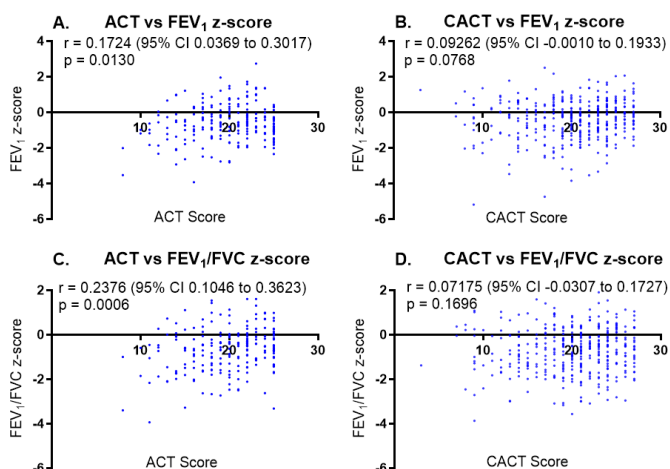 A. ACT vs FEV₁ z-score
r = 0.1724 (95% CI 0.0369 to 0.3017)
p = 0.0130
4
2
0
-2
-4
-6
10
20
30
FEV₁ z-score
ACT Score
B. CACT vs FEV₁ z-score
r = 0.09262 (95% CI -0.0010 to 0.1933)
p = 0.0768
4
2
0
-2
-4
-6
10
20
30
FEV₁ z-score
CACT Score
C. ACT vs FEV₁/FVC z-score
r = 0.2376 (95% CI 0.1046 to 0.3623)
p = 0.0006
2
0
-2
-4
-6
10
20
30
FEV₁/FVC z-score
ACT Score
D. CACT vs FEV₁/FVC z-score
r = 0.07175 (95% CI -0.0307 to 0.1727)
p = 0.1696
2
0
-2
-4
-6
10
20
30
FEV₁/FVC z-score
CACT Score